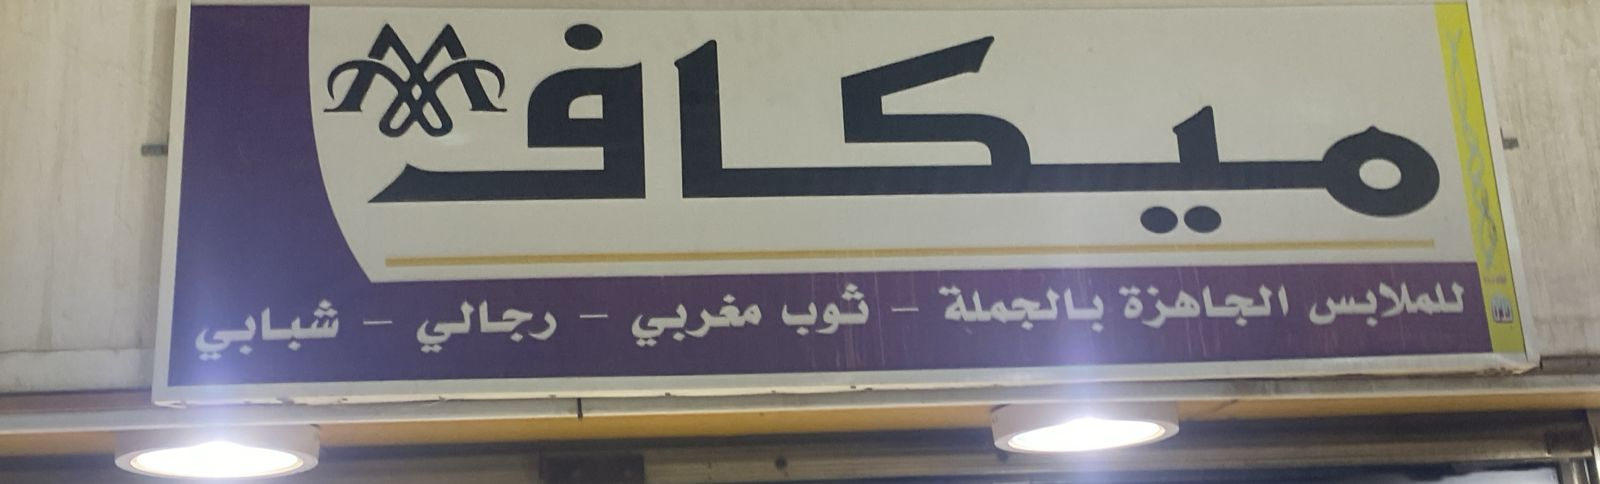 ميكاف
للملابس الجاهزة بالجملة - ثوب مغربي - رجالي - شبابي